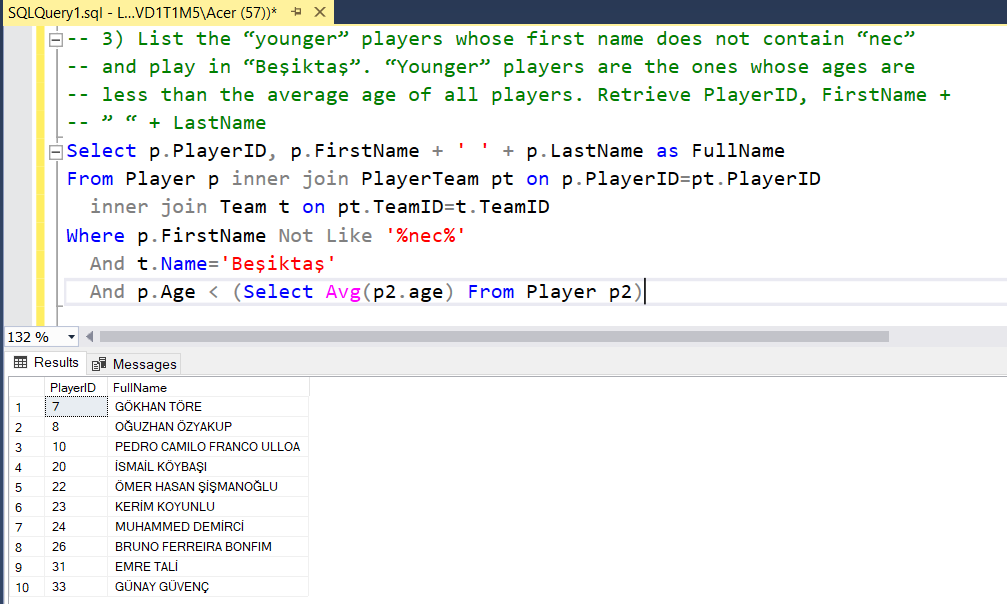 SQLQuery1.sql - L...VD1T1M5\Acer (57))*
-- 3) List the “younger” players whose first name does not contain “nec”
-- and play in “Beşiktaş”. “Younger” players are the ones whose ages are
-- less than the average age of all players. Retrieve PlayerID, FirstName +
-- ” “ + LastName
Select p.PlayerID, p.FirstName + ' ' + p.LastName as FullName
From Player p inner join PlayerTeam pt on p.PlayerID=pt.PlayerID
inner join Team t on pt.TeamID=t.TeamID
Where p.FirstName Not Like '%nec%'
And t.Name='Beşiktaş'
And p.Age < (Select Avg(p2.age) From Player p2)
132 %
Results Messages
PlayerID FullName
1 7 GÖKHAN TÖRE
2 8 OĞUZHAN ÖZYAKUP
3 10 PEDRO CAMILO FRANCO ULLOA
4 20 İSMAİL KÖYBAŞI
5 22 ÖMER HASAN ŞİŞMANOĞLU
6 23 KERİM KOYUNLU
7 24 MUHAMMED DEMİRCİ
8 26 BRUNO FERREIRA BONFIM
9 31 EMRE TALİ
10 33 GÜNAY GÜVENÇ